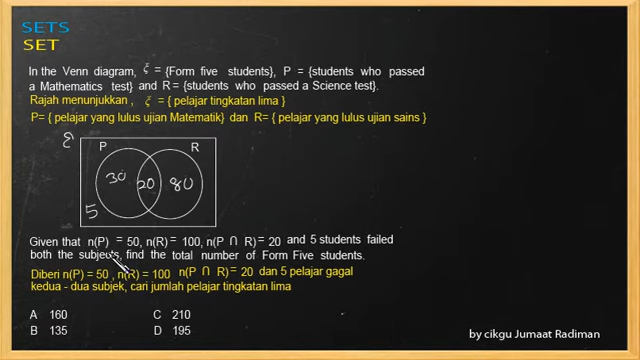 SETS
SET
In the Venn diagram, ξ = {Form five students}, P = {students who passed
a Mathematics test} and R = {students who passed a Science test}.
Rajah menunjukkan , ξ = { pelajar tingkatan lima }
P= { pelajar yang lulus ujian Matematik} dan R= { pelajar yang lulus ujian sains }
ξ
P R
30 20 80
5
Given that n(P) = 50, n(R) = 100, n(P ∩ R) = 20 and 5 students failed
both the subjects, find the total number of Form Five students.
Diberi n(P) = 50 , n(R) = 100 n(P ∩ R) = 20 dan 5 pelajar gagal
kedua - dua subjek, cari jumlah pelajar tingkatan lima
A 160 C 210
B 135 D 195
by cikgu Jumaat Radiman